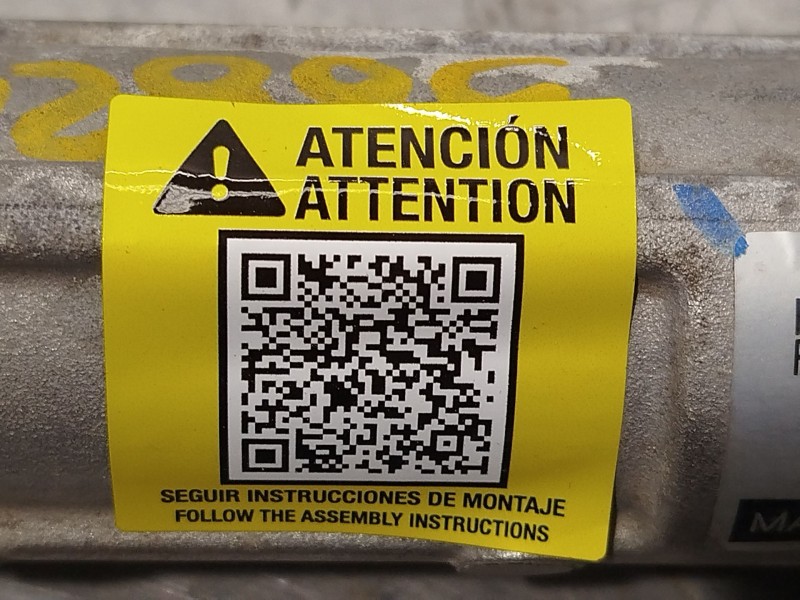 ATENCIÓN
ATTENTION
SEGUIR INSTRUCCIONES DE MONTAJE
FOLLOW THE ASSEMBLY INSTRUCTIONS